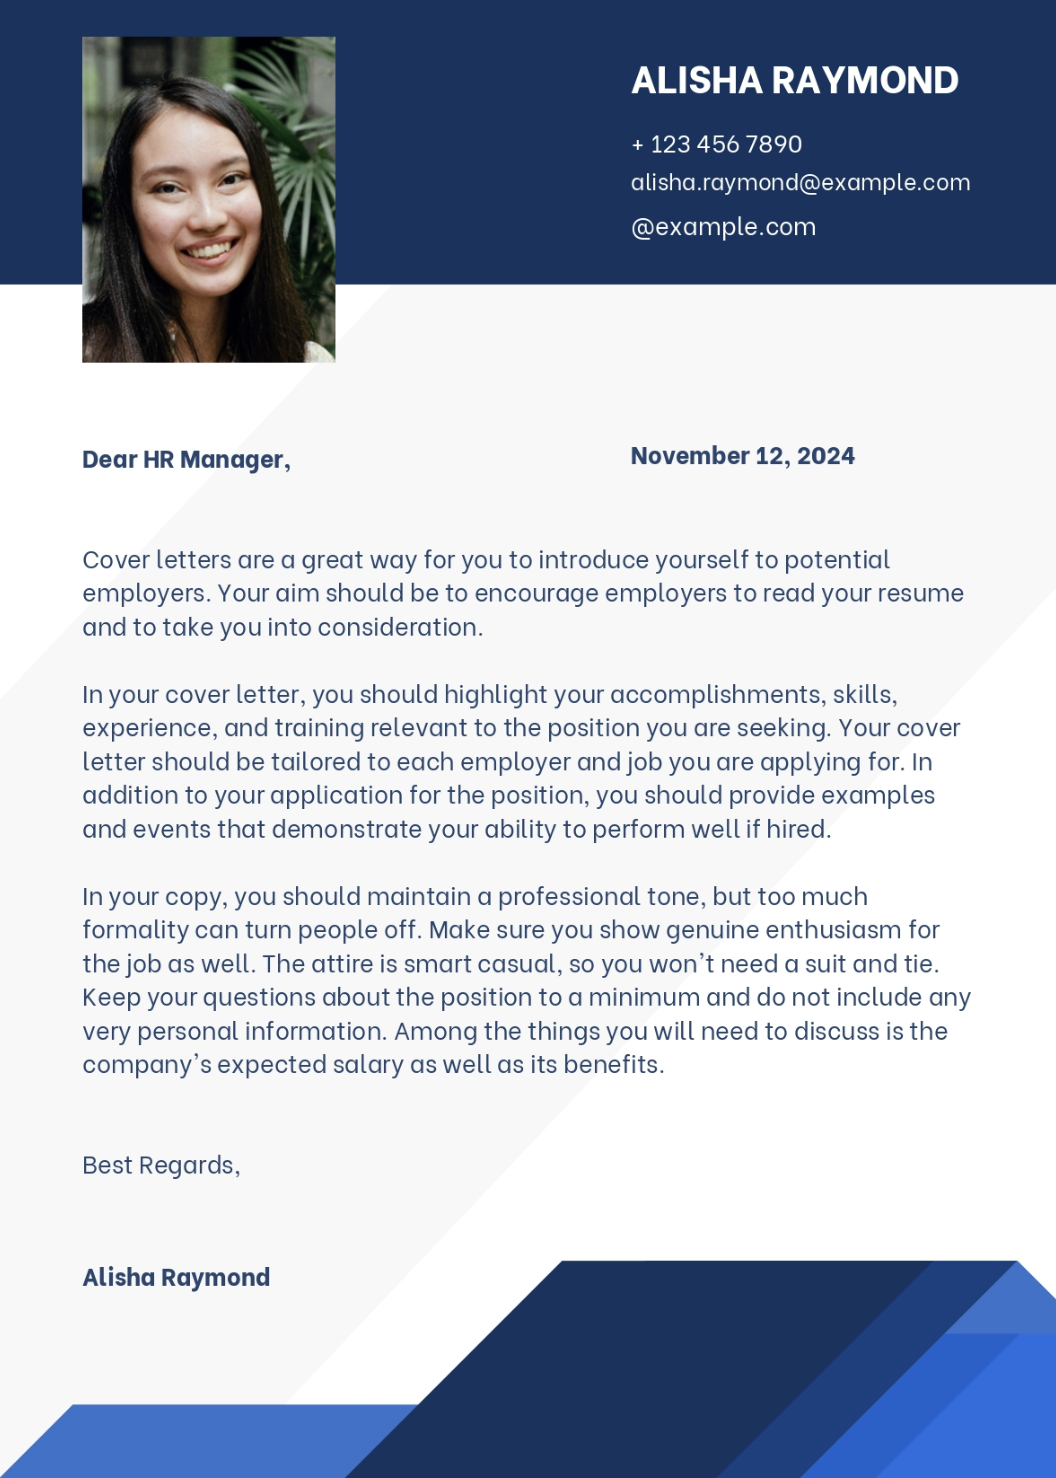 ALISHA RAYMOND
+ 123 456 7890
alisha.raymond@example.com
@example.com
Dear HR Manager,
November 12, 2024
Cover letters are a great way for you to introduce yourself to potential
employers. Your aim should be to encourage employers to read your resume
and to take you into consideration.
In your cover letter, you should highlight your accomplishments, skills,
experience, and training relevant to the position you are seeking. Your cover
letter should be tailored to each employer and job you are applying for. In
addition to your application for the position, you should provide examples
and events that demonstrate your ability to perform well if hired.
In your copy, you should maintain a professional tone, but too much
formality can turn people off. Make sure you show genuine enthusiasm for
the job as well. The attire is smart casual, so you won’t need a suit and tie.
Keep your questions about the position to a minimum and do not include any
very personal information. Among the things you will need to discuss is the
company’s expected salary as well as its benefits.
Best Regards,
Alisha Raymond